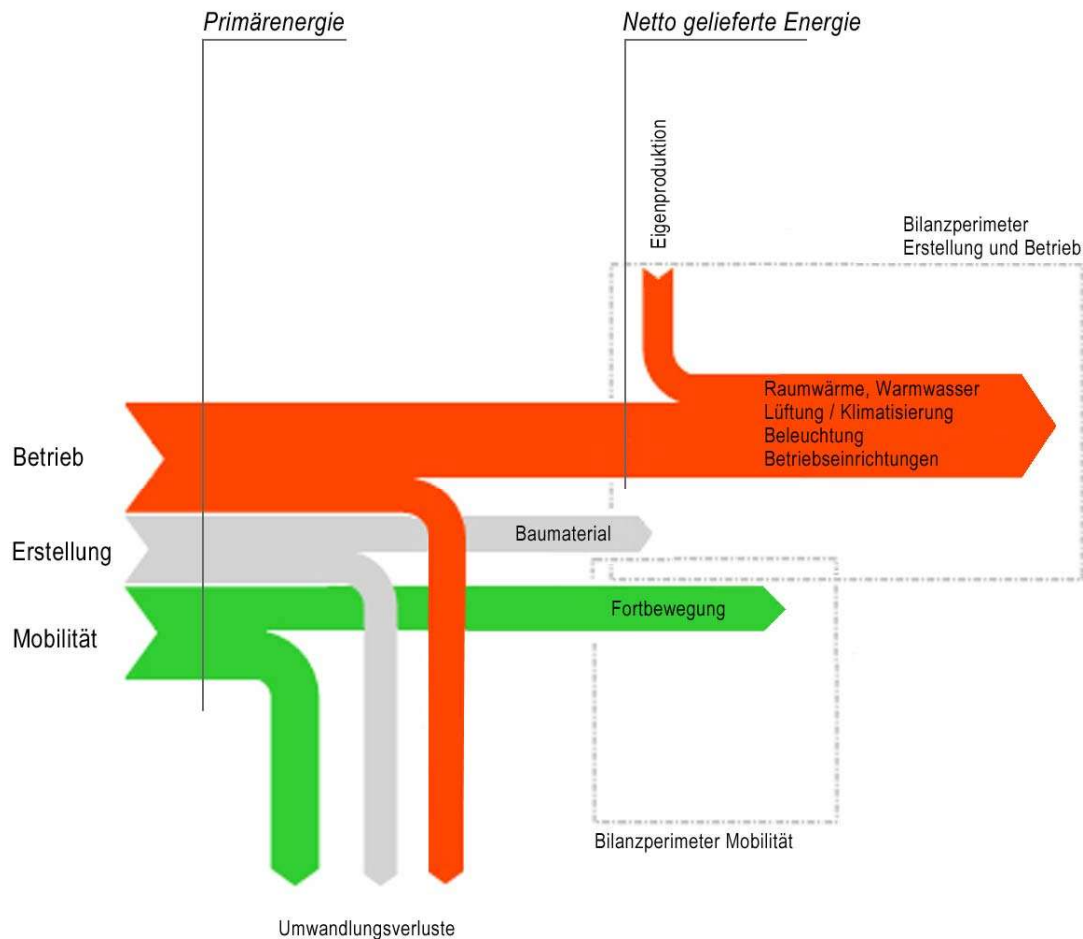 Primärenergie
Netto gelieferte Energie
Eigenproduktion
Bilanzperimeter
Erstellung und Betrieb
Raumwärme, Warmwasser
Lüftung / Klimatisierung
Beleuchtung
Betriebseinrichtungen
Betrieb
Baumaterial
Erstellung
Fortbewegung
Mobilität
Bilanzperimeter Mobilität
Umwandlungsverluste